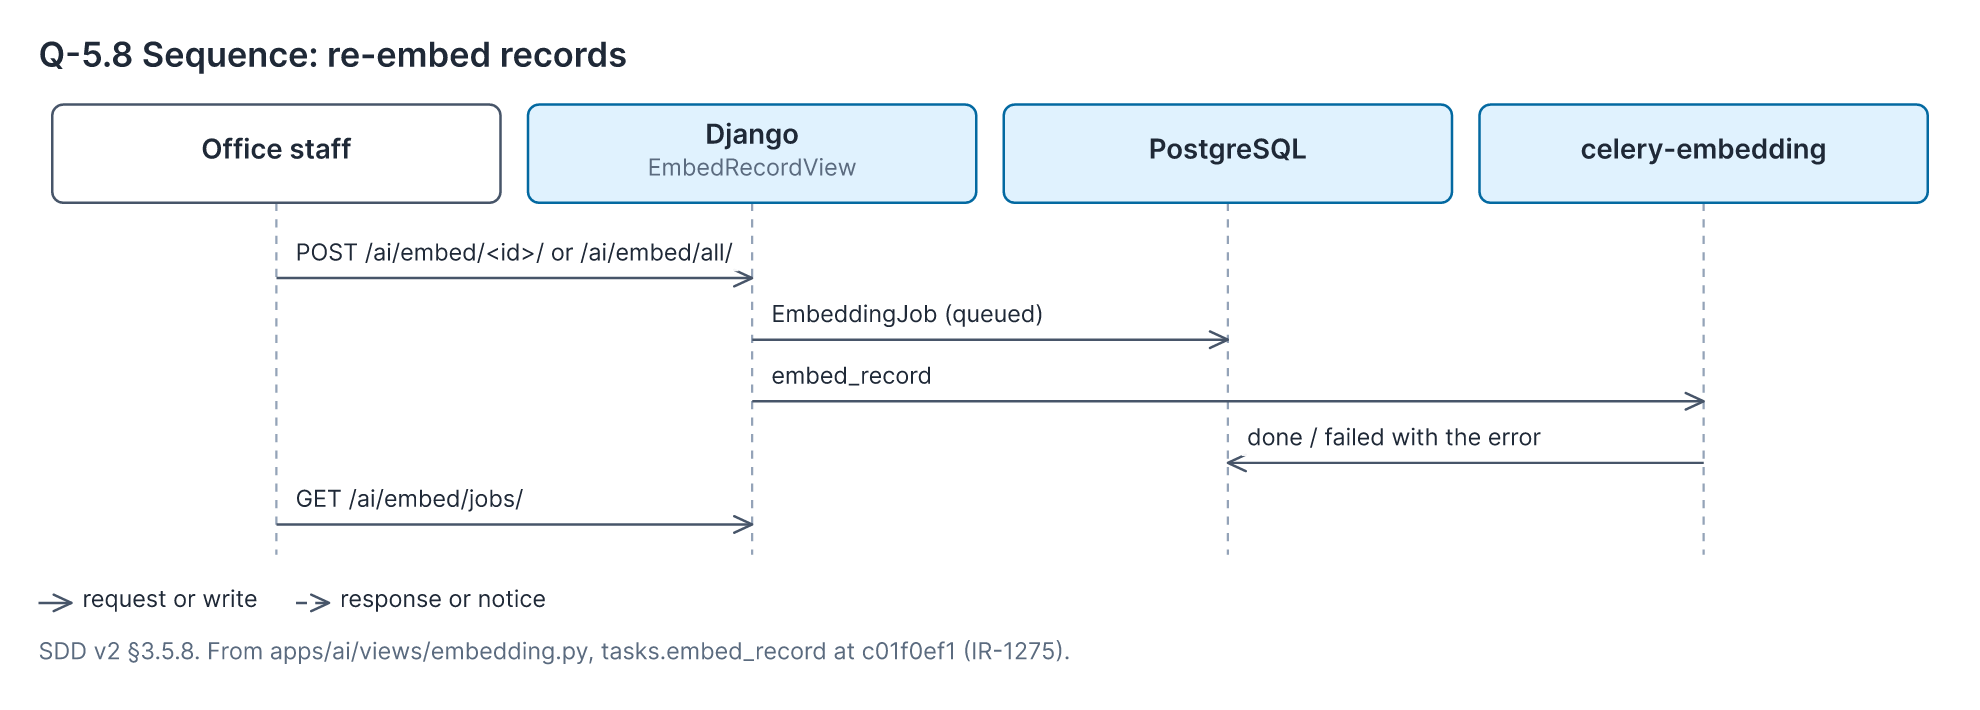 Q-5.8 Sequence: re-embed records
Office staff
Django
EmbedRecordView
PostgreSQL
celery-embedding
POST /ai/embed/<id>/ or /ai/embed/all/
EmbeddingJob (queued)
embed_record
done / failed with the error
GET /ai/embed/jobs/
request or write
response or notice
SDD v2 §3.5.8. From apps/ai/views/embedding.py, tasks.embed_record at c01f0ef1 (IR-1275).